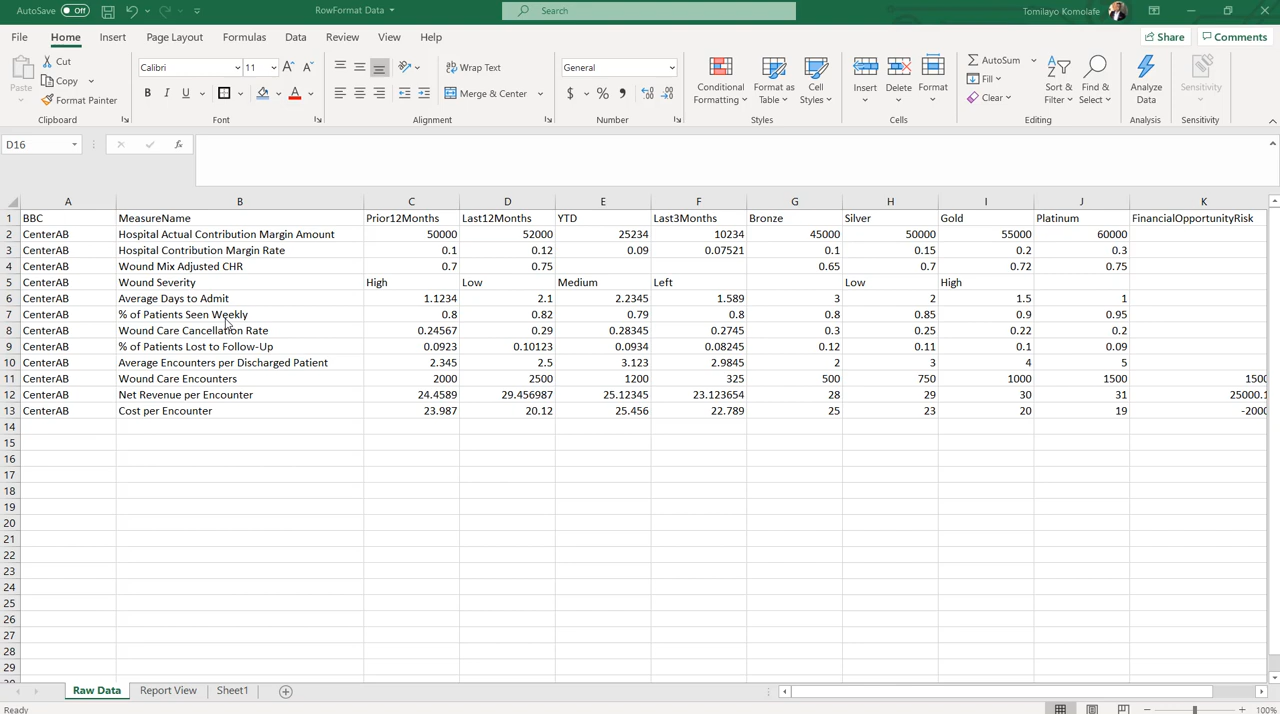 AutoSave Off RowFormat Data Search Tomilayo Komolafe
File Home Insert Page Layout Formulas Data Review View Help Share Comments
Paste Cut Copy Format Painter Clipboard
Calibri 11 B I U Font
Wrap Text Merge & Center Alignment
General $ % Number
Conditional Formatting Format as Table Cell Styles Styles
Insert Delete Format Cells
AutoSum Fill Clear Sort & Filter Find & Select Editing
Analyze Data Analysis
Sensitivity Sensitivity
D16 fx
A B C D E F G H I J K
1 BBC MeasureName Prior12Months Last12Months YTD Last3Months Bronze Silver Gold Platinum FinancialOpportunityRisk
2 CenterAB Hospital Actual Contribution Margin Amount 50000 52000 25234 10234 45000 50000 55000 60000
3 CenterAB Hospital Contribution Margin Rate 0.1 0.12 0.09 0.07521 0.1 0.15 0.2 0.3
4 CenterAB Wound Mix Adjusted CHR 0.7 0.75 0.65 0.7 0.72 0.75
5 CenterAB Wound Severity High Low Medium Left Low High
6 CenterAB Average Days to Admit 1.1234 2.1 2.2345 1.589 3 2 1.5 1
7 CenterAB % of Patients Seen Weekly 0.8 0.82 0.79 0.8 0.8 0.85 0.9 0.95
8 CenterAB Wound Care Cancellation Rate 0.24567 0.29 0.28345 0.2745 0.3 0.25 0.22 0.2
9 CenterAB % of Patients Lost to Follow-Up 0.0923 0.10123 0.0934 0.08245 0.12 0.11 0.1 0.09
10 CenterAB Average Encounters per Discharged Patient 2.345 2.5 3.123 2.9845 2 3 4 5
11 CenterAB Wound Care Encounters 2000 2500 1200 325 500 750 1000 1500
12 CenterAB Net Revenue per Encounter 24.4589 29.456987 25.12345 23.123654 28 29 30 31 25000.1
13 CenterAB Cost per Encounter 23.987 20.12 25.456 22.789 25 23 20 19
14
15
16
17
18
19
20
21
22
23
24
25
26
27
28
29
Raw Data Report View Sheet1
Ready 100%